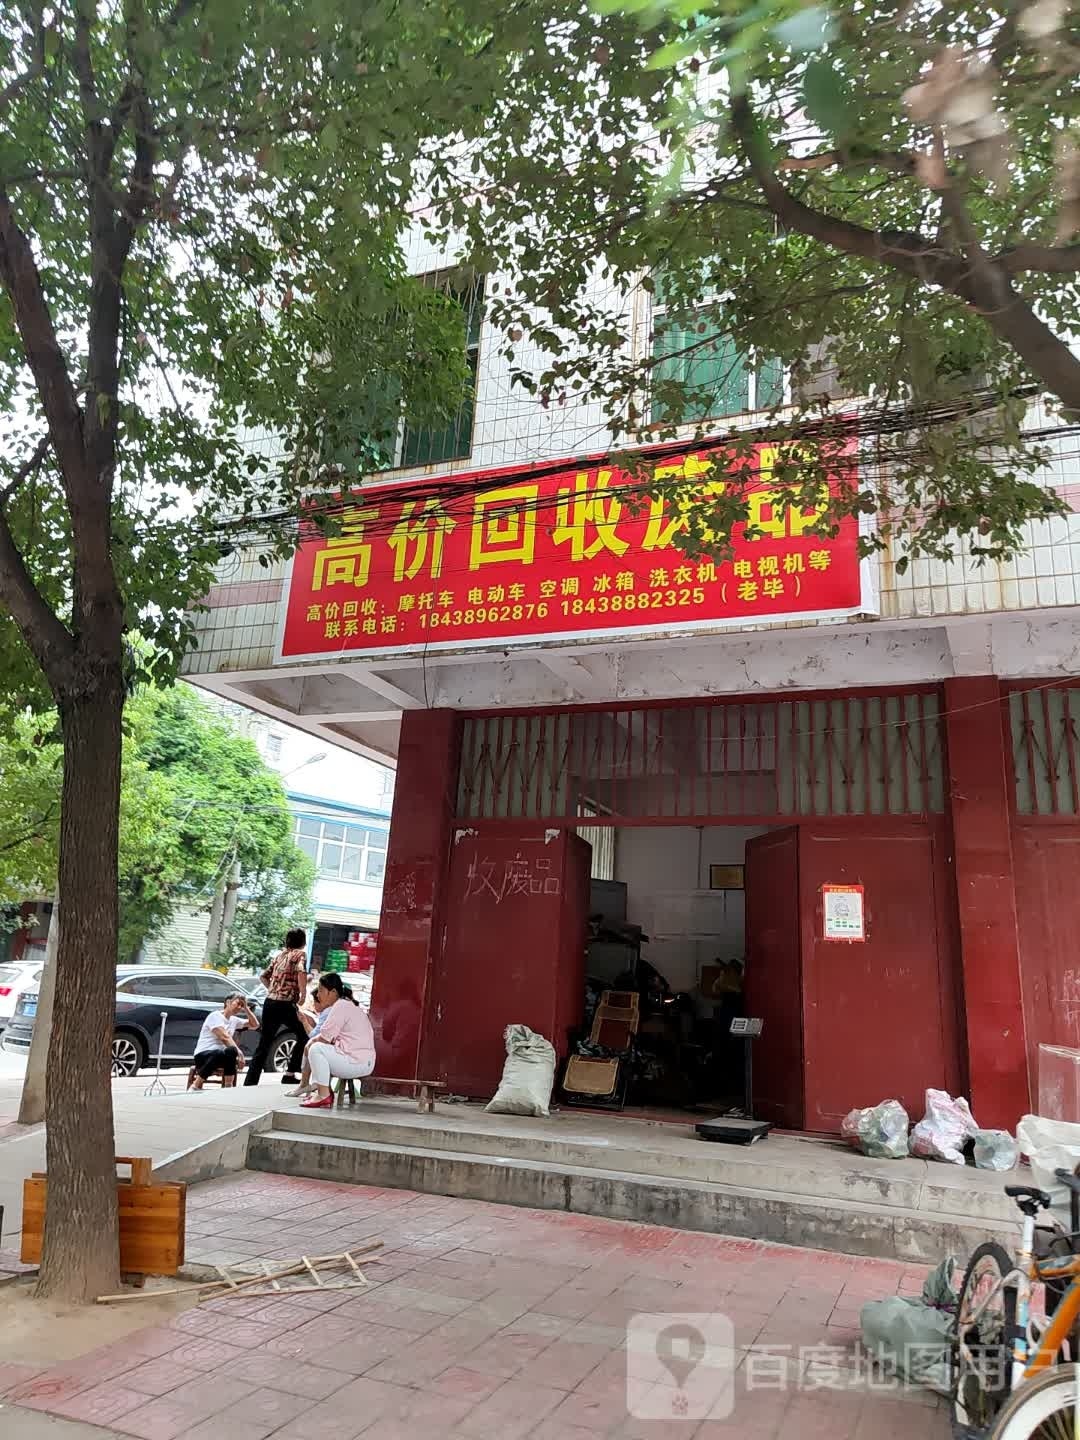 高价回收废品
高价回收：摩托车 电动车 空调 冰箱 洗衣机 电视机等
联系电话：18438962876 18438882325（老毕）
收废品
百度地图用户